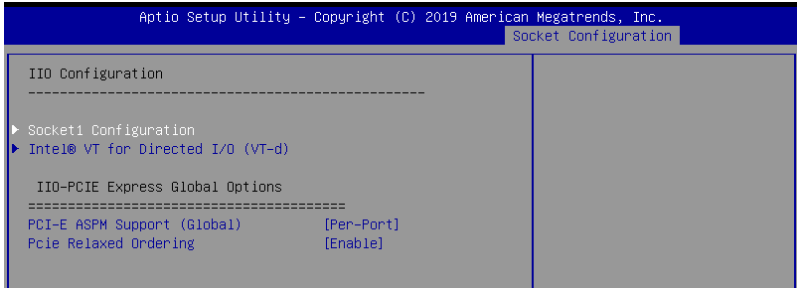 Aptio Setup Utility – Copyright (C) 2019 American Megatrends, Inc.
Socket Configuration
IIO Configuration
--------------------------------------------------
Socket1 Configuration
Intel® VT for Directed I/O (VT-d)
IIO-PCIE Express Global Options
========================================
PCI-E ASPM Support (Global) [Per-Port]
Pcie Relaxed Ordering [Enable]